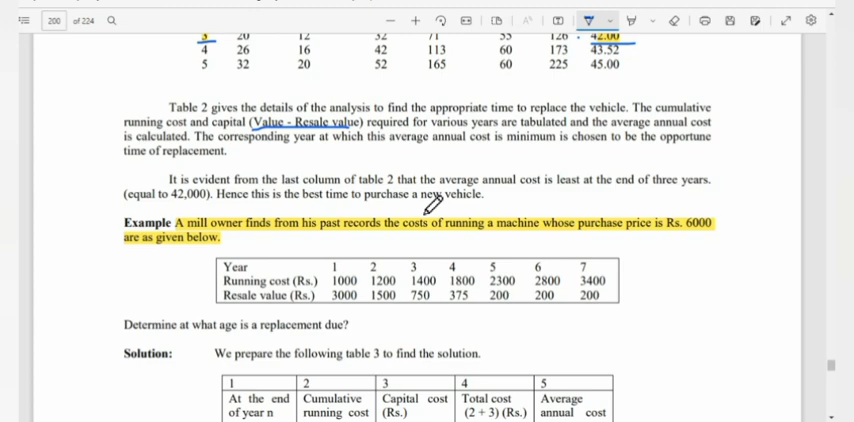 200 of 224
4 26 16 42 113 60 173 43.52
5 32 20 52 165 60 225 45.00
Table 2 gives the details of the analysis to find the appropriate time to replace the vehicle. The cumulative
running cost and capital (Value - Resale value) required for various years are tabulated and the average annual cost
is calculated. The corresponding year at which this average annual cost is minimum is chosen to be the opportune
time of replacement.
It is evident from the last column of table 2 that the average annual cost is least at the end of three years.
(equal to 42,000). Hence this is the best time to purchase a new vehicle.
Example A mill owner finds from his past records the costs of running a machine whose purchase price is Rs. 6000
are as given below.
Year 1 2 3 4 5 6 7
Running cost (Rs.) 1000 1200 1400 1800 2300 2800 3400
Resale value (Rs.) 3000 1500 750 375 200 200 200
Determine at what age is a replacement due?
Solution: We prepare the following table 3 to find the solution.
1 2 3 4 5
At the end Cumulative Capital cost Total cost Average
of year n running cost (Rs.) (2 + 3) (Rs.) annual cost